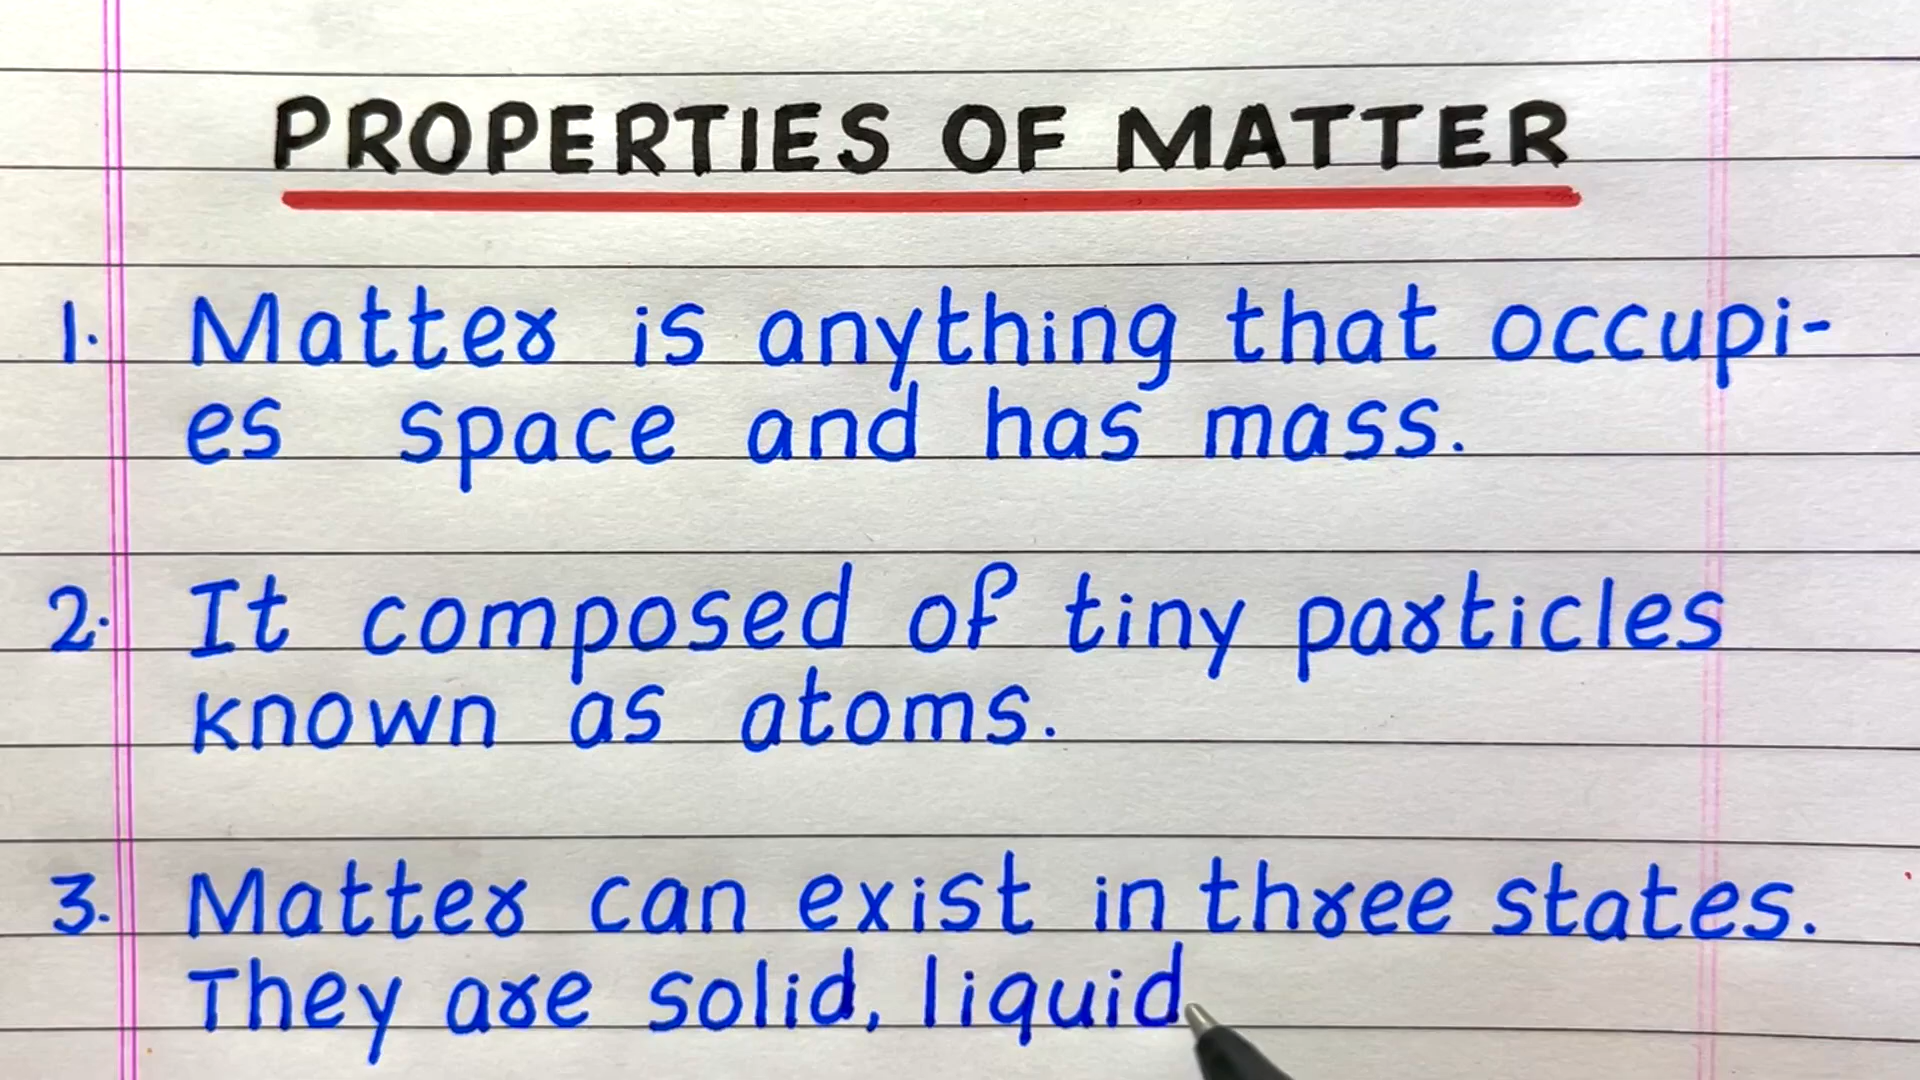 PROPERTIES OF MATTER
1. Matter is anything that occupi-
es space and has mass.
2. It composed of tiny particles
known as atoms.
3. Matter can exist in three states.
They are solid, liquid